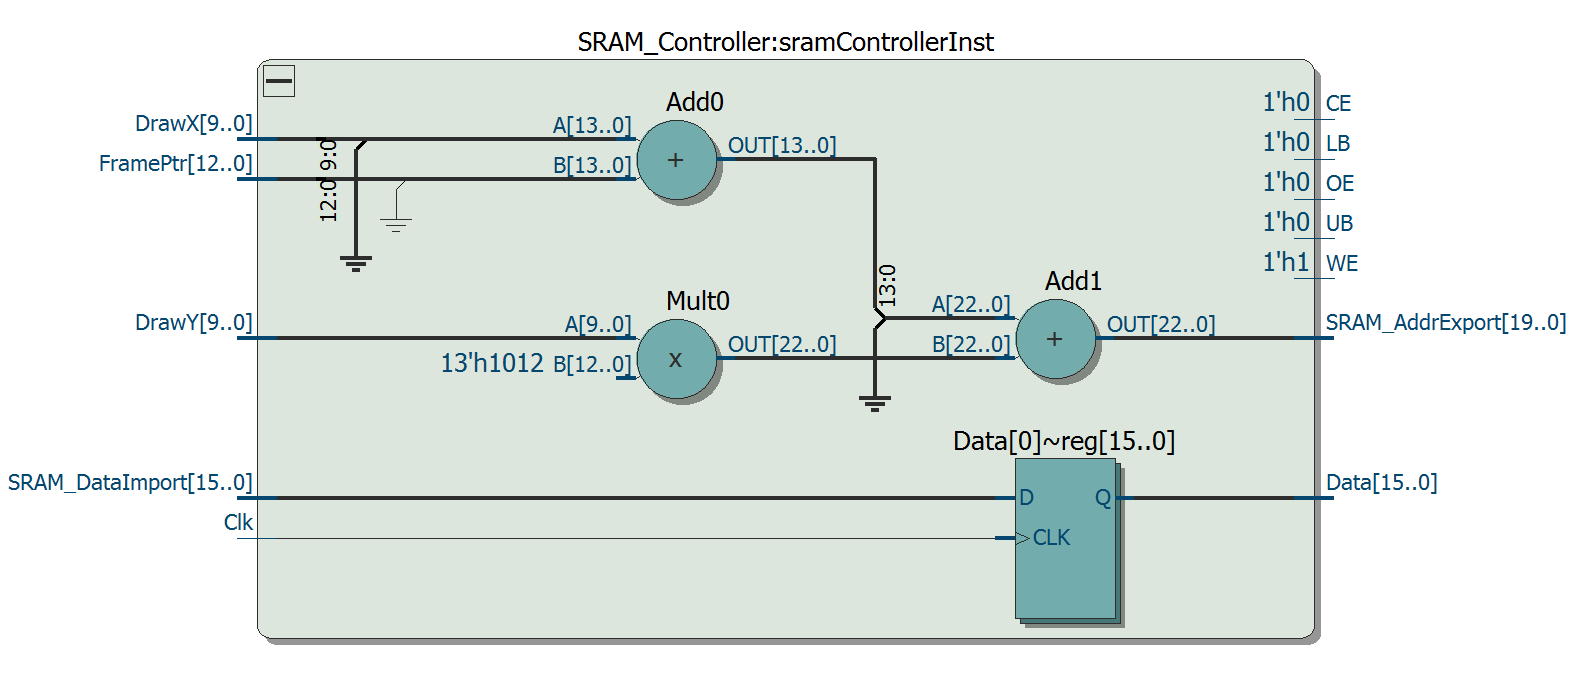 SRAM_Controller:sramControllerInst
DrawX[9..0]
FramePtr[12..0]
9:0
12:0
Add0
A[13..0]
B[13..0]
+
OUT[13..0]
1'h0 CE
1'h0 LB
1'h0 OE
1'h0 UB
1'h1 WE
DrawY[9..0]
Mult0
A[9..0]
13'h1012 B[12..0]
x
OUT[22..0]
13:0
Add1
A[22..0]
B[22..0]
+
OUT[22..0]
SRAM_AddrExport[19..0]
Data[0]~reg[15..0]
SRAM_DataImport[15..0]
D
Q
Data[15..0]
Clk
CLK